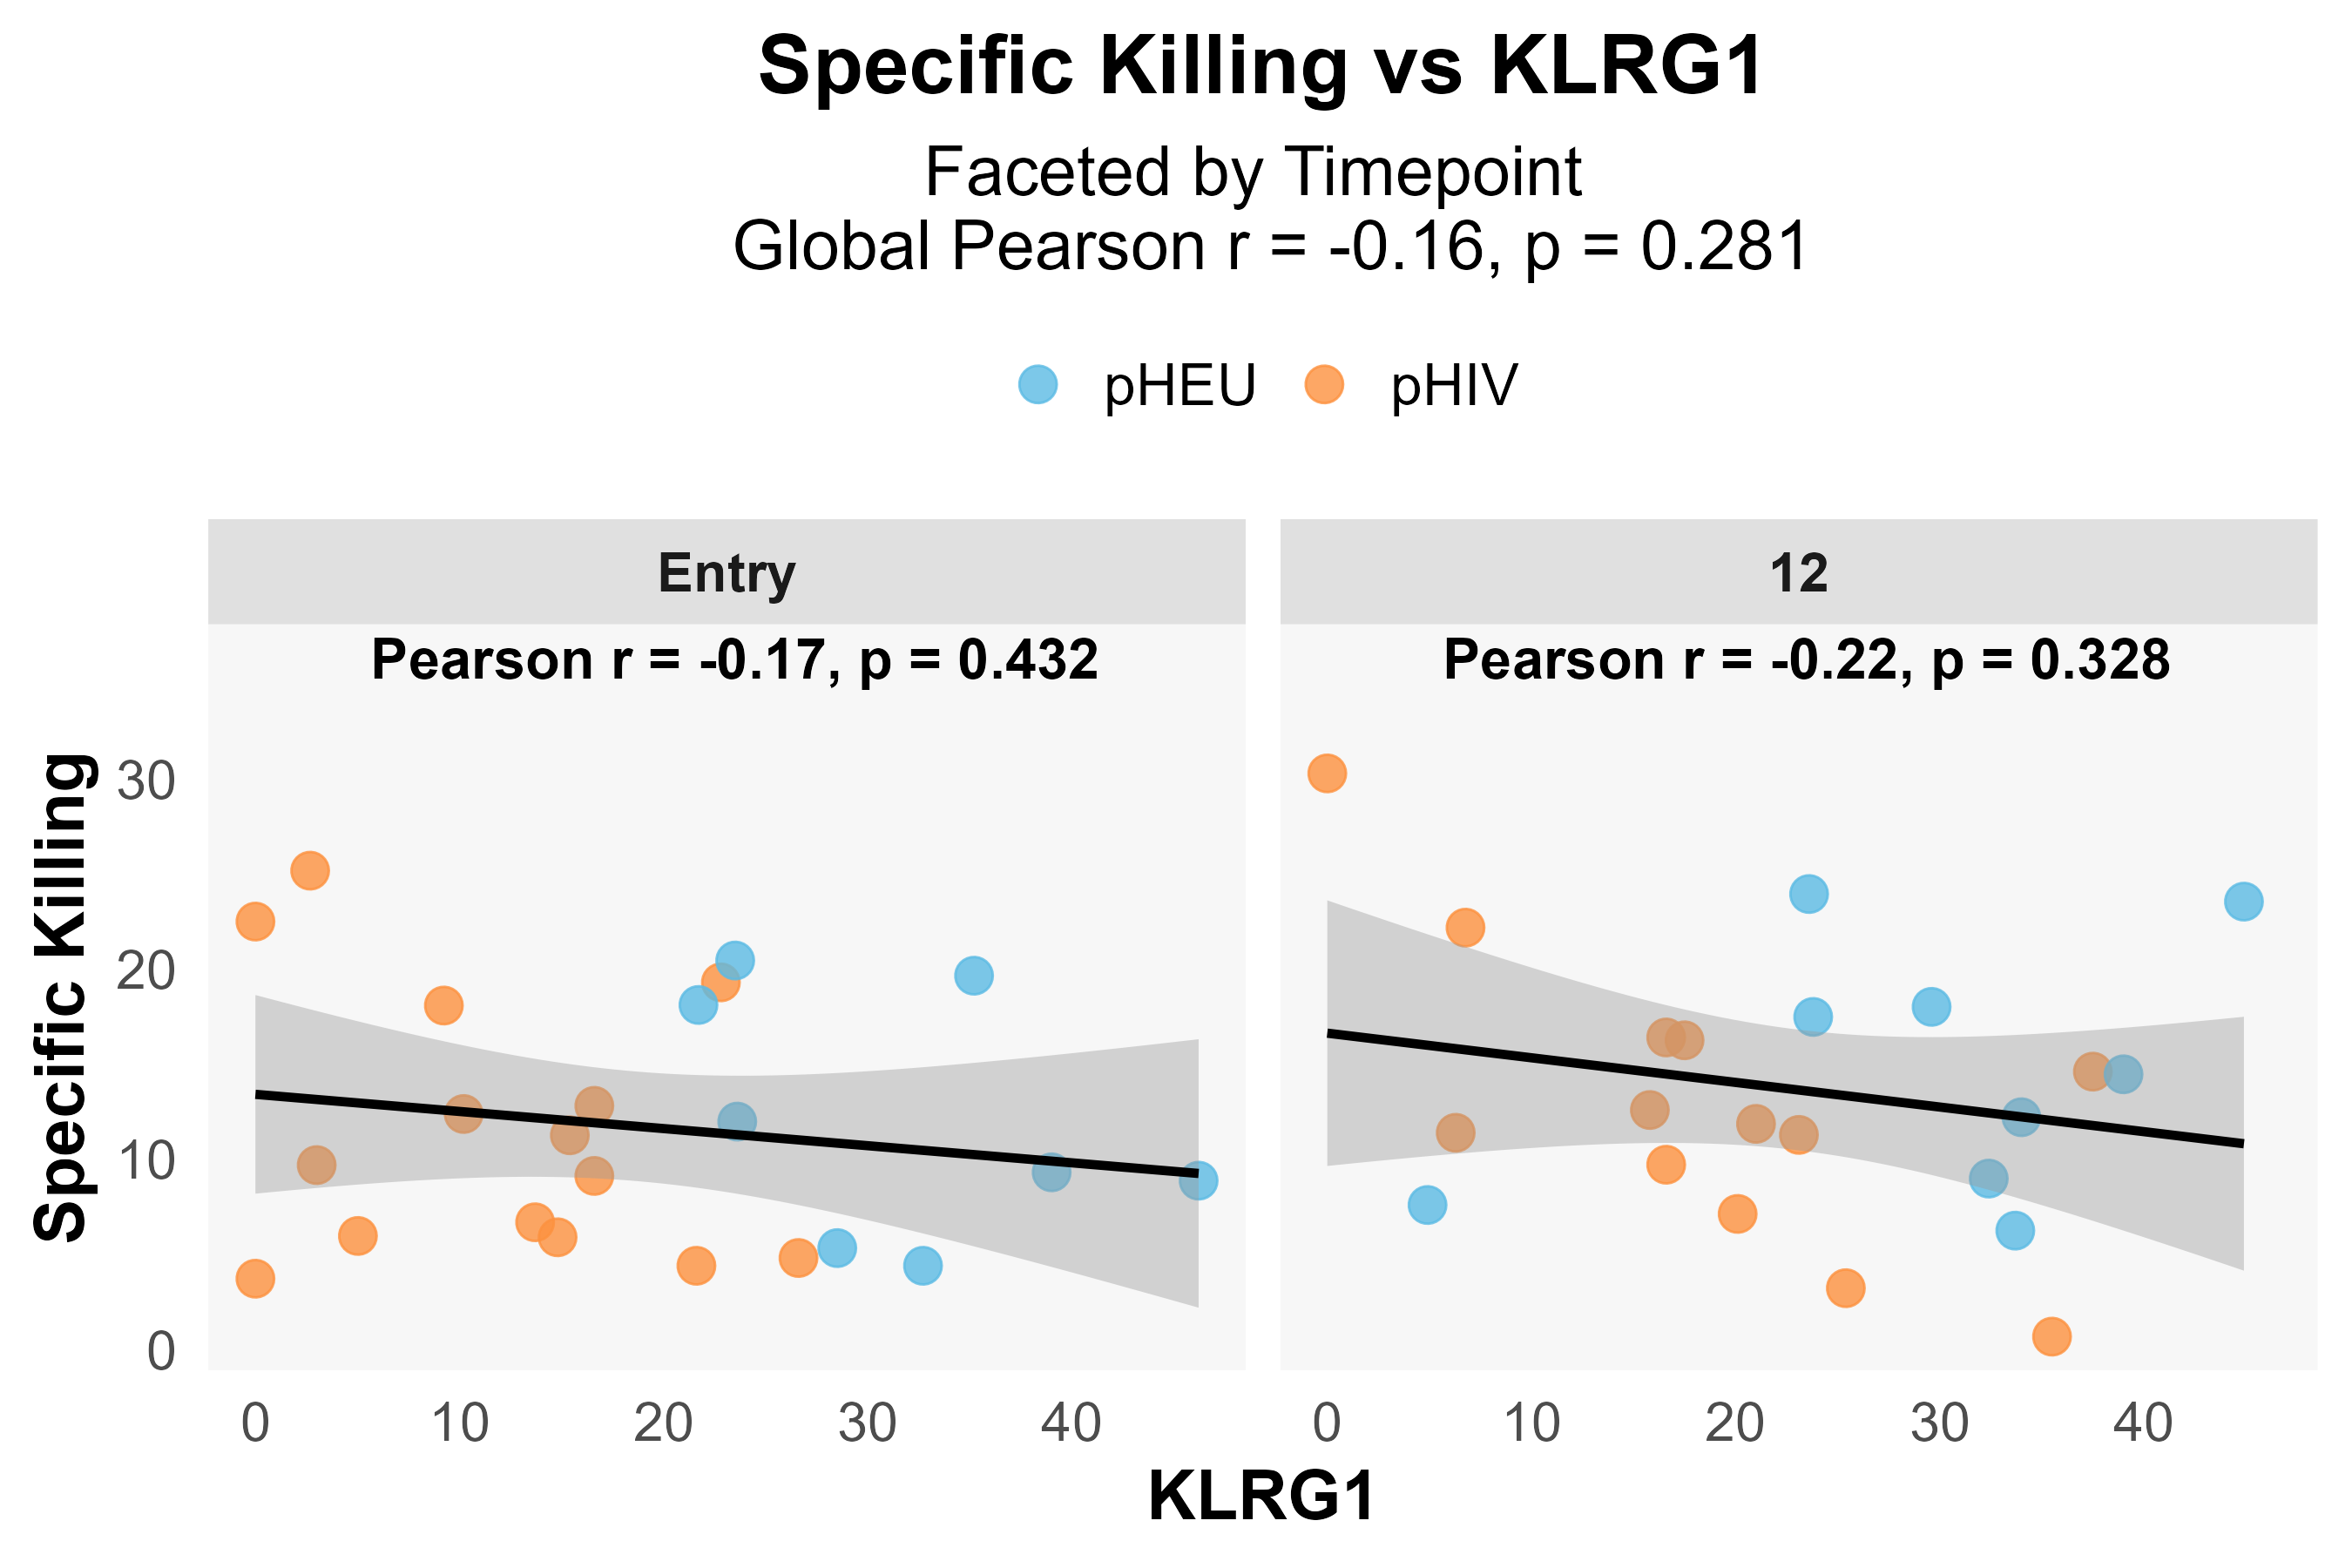 Specific Killing vs KLRG1
Faceted by Timepoint
Global Pearson r = -0.16, p = 0.281
pHEU
pHIV
Entry
12
Pearson r = -0.17, p = 0.432
Pearson r = -0.22, p = 0.328
Specific Killing
30
20
10
0
0 10 20 30 40
0 10 20 30 40
KLRG1